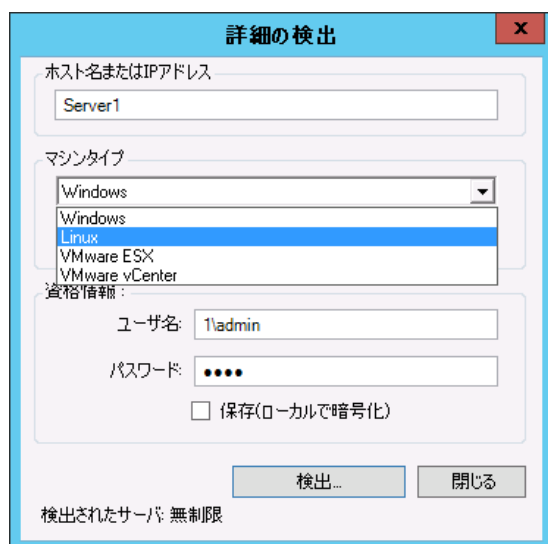 詳細の検出
x
ホスト名またはIPアドレス
Server1
マシンタイプ
Windows
Windows
Linux
VMware ESX
VMware vCenter
資格情報:
ユーザ名: 1\admin
パスワード: ●●●●
保存(ローカルで暗号化)
検出... 閉じる
検出されたサーバ: 無制限